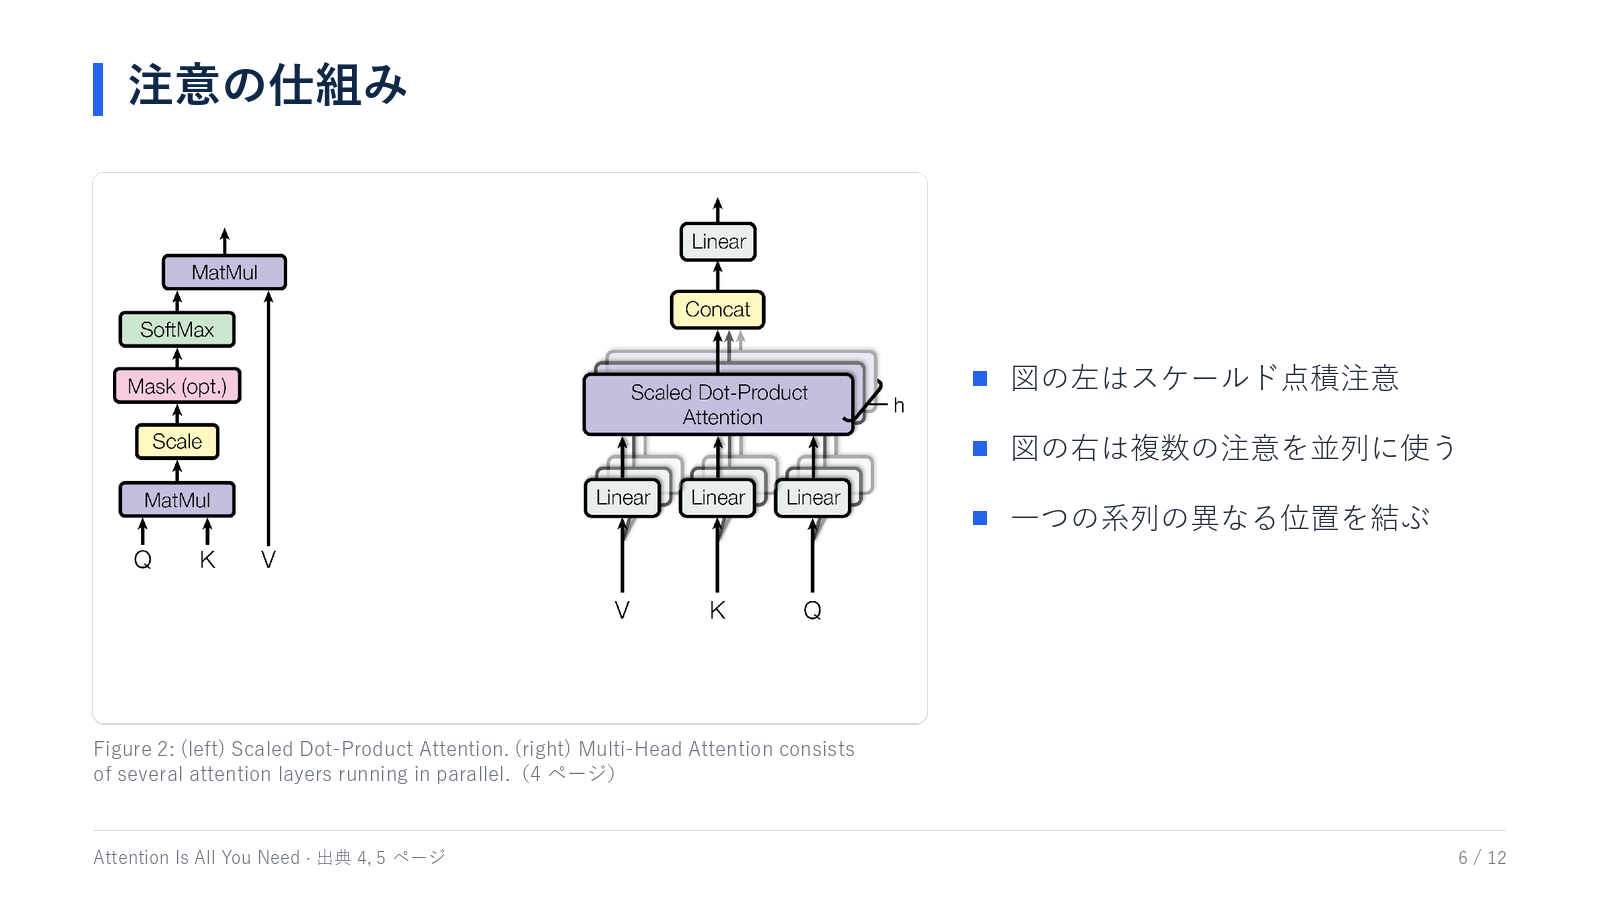 注意の仕組み
MatMul
SoftMax
Mask (opt.)
Scale
MatMul
Q K V
Linear
Concat
Scaled Dot-Product
Attention
h
Linear Linear Linear
V K Q
図の左はスケールド点積注意
図の右は複数の注意を並列に使う
一つの系列の異なる位置を結ぶ
Figure 2: (left) Scaled Dot-Product Attention. (right) Multi-Head Attention consists
of several attention layers running in parallel.（4 ページ）
Attention Is All You Need · 出典 4, 5 ページ
6 / 12